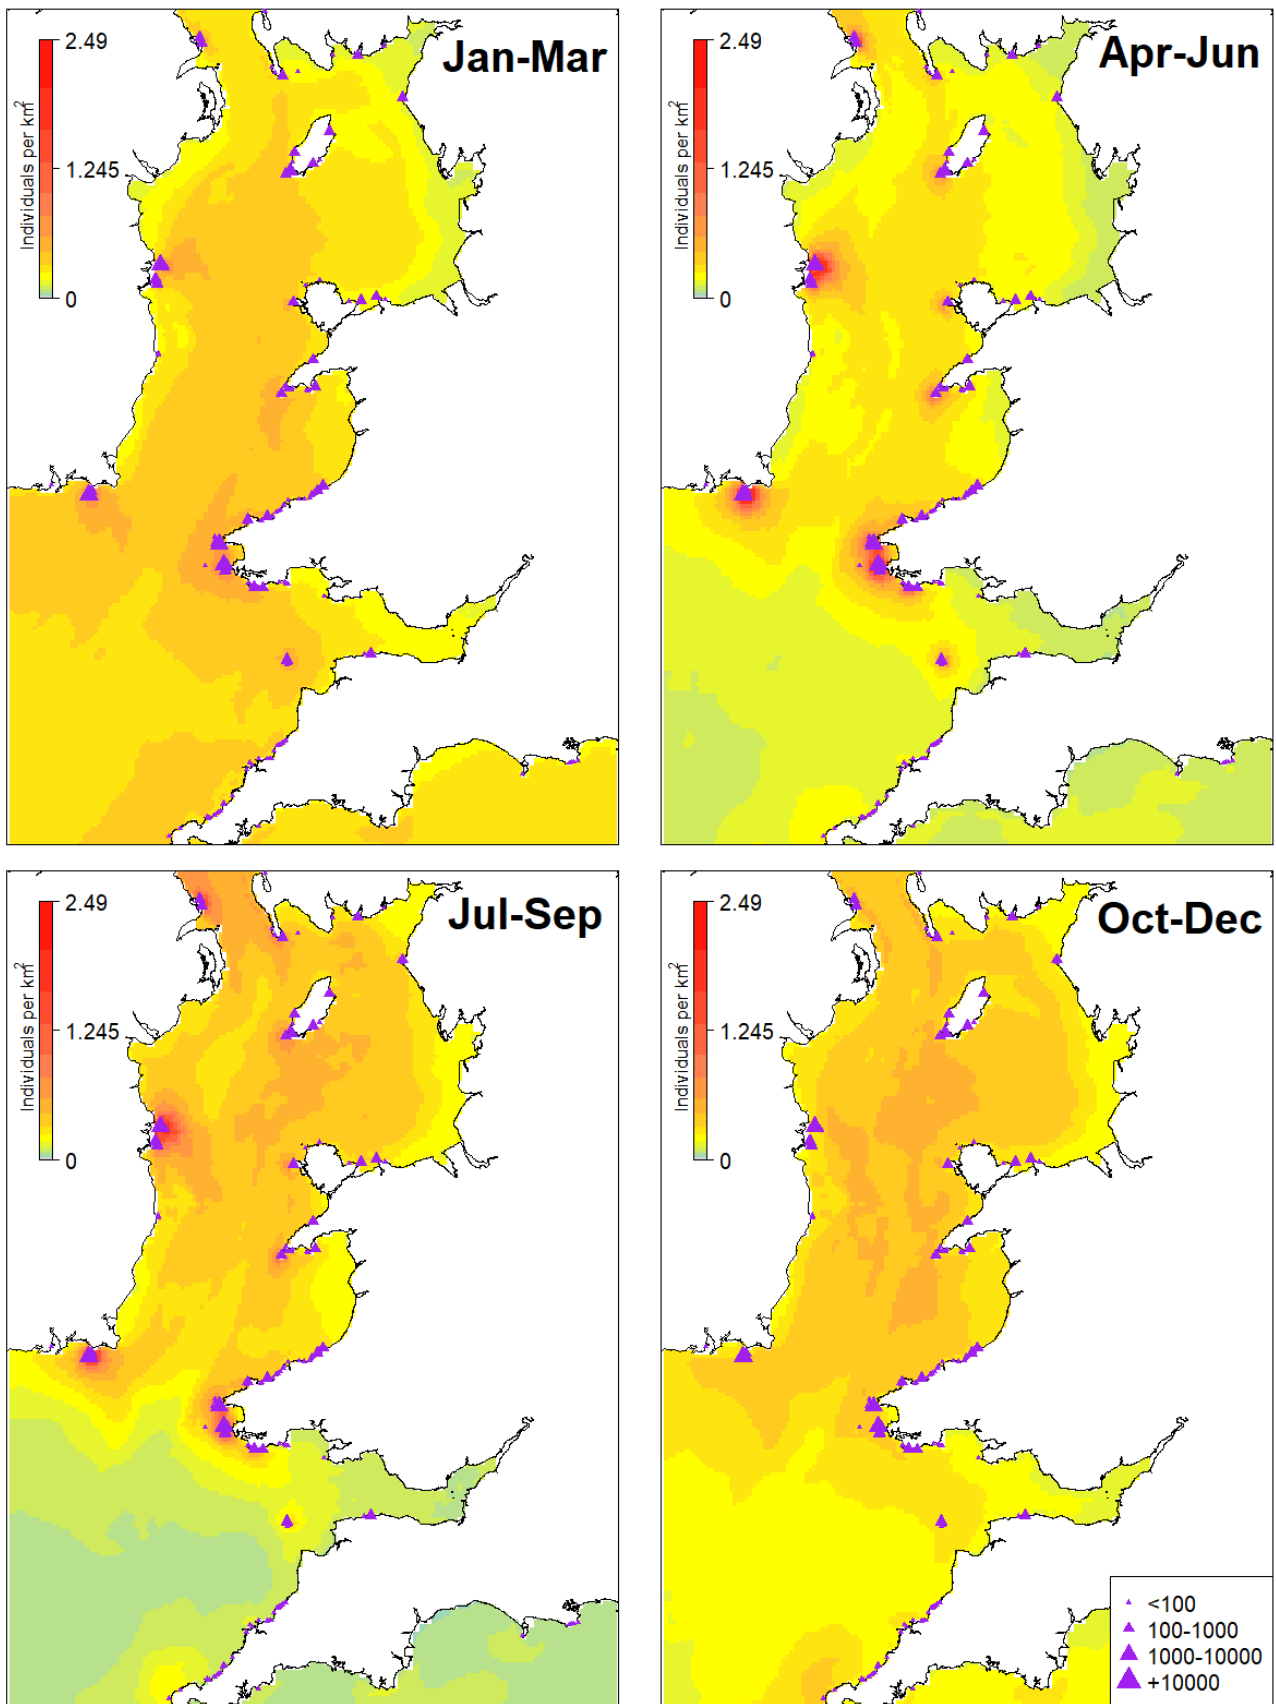 Jan-Mar
2.49
1.245
0
Individuals per km2
Apr-Jun
2.49
1.245
0
Individuals per km2
Jul-Sep
2.49
1.245
0
Individuals per km2
Oct-Dec
2.49
1.245
0
Individuals per km2
<100
100-1000
1000-10000
+10000